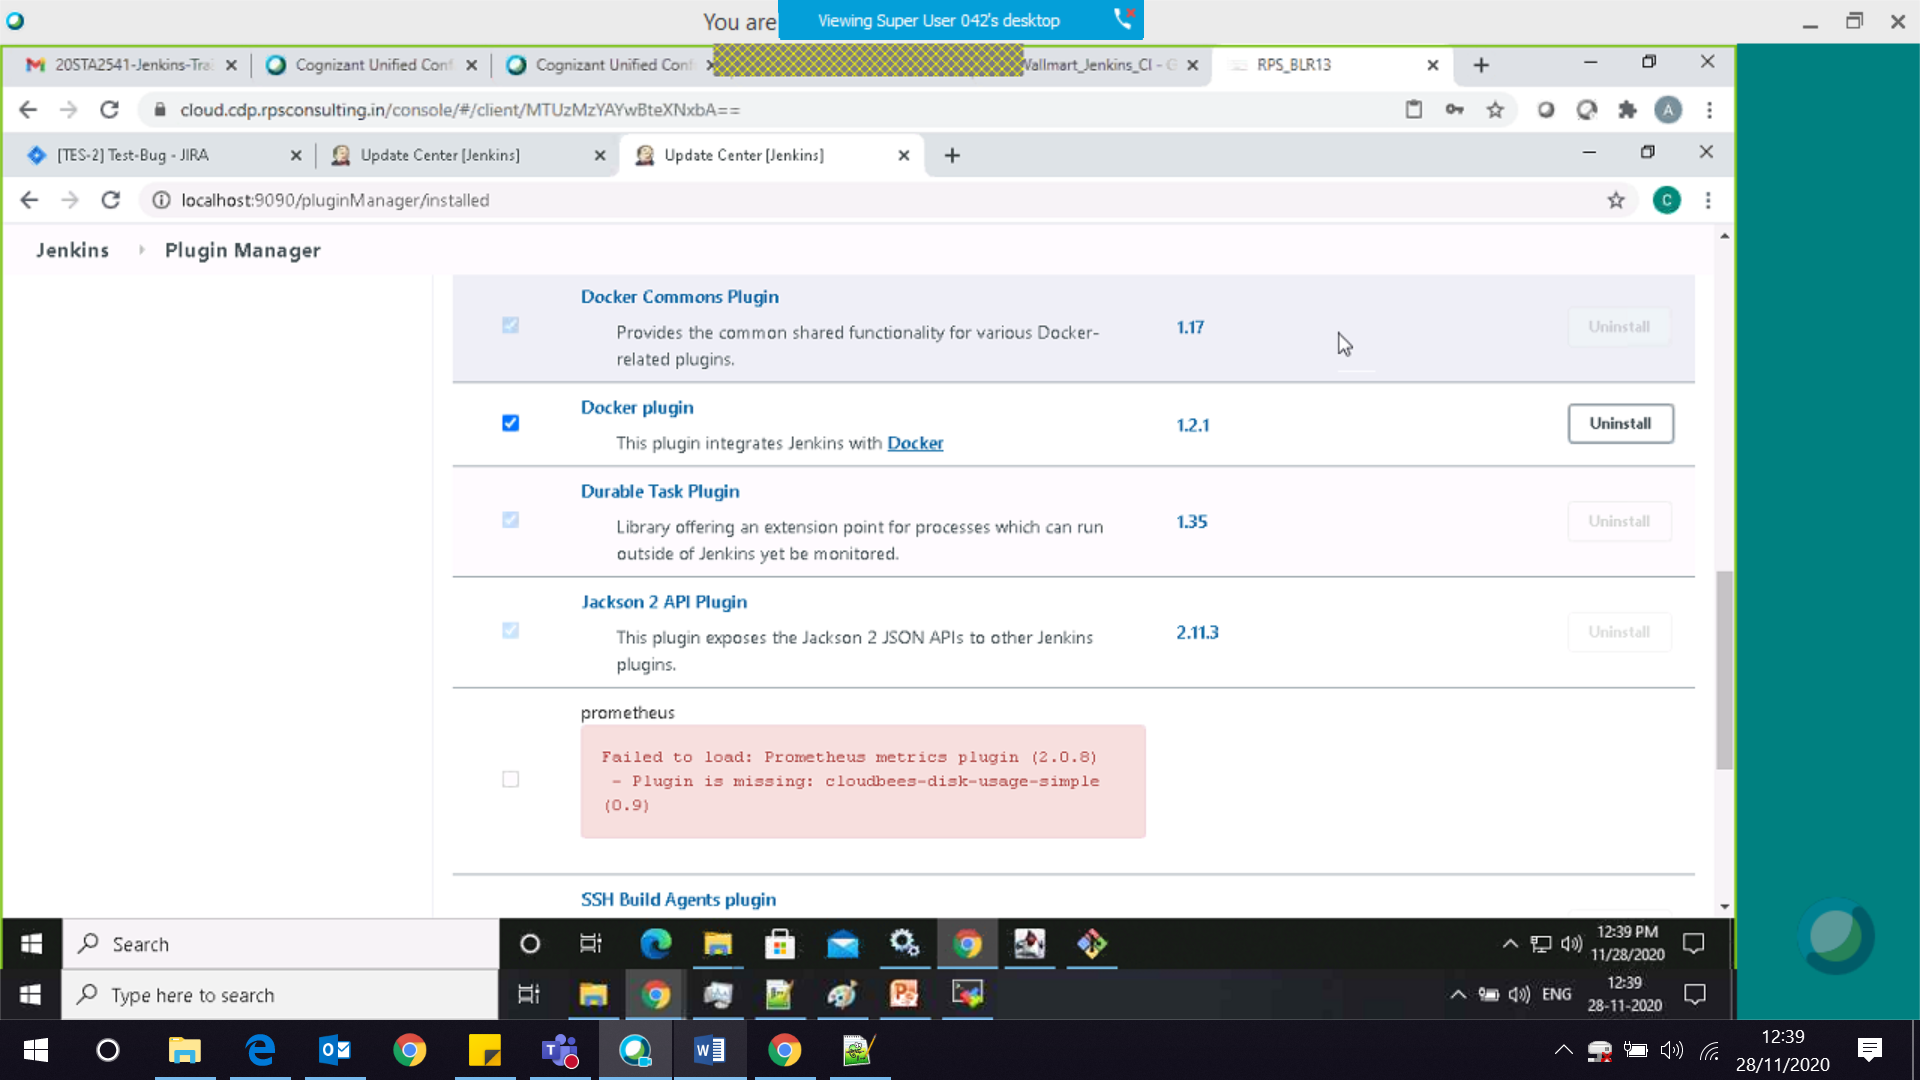 You are
Viewing Super User 042's desktop
20STA2541-Jenkins-Tra
Cognizant Unified Conf
Cognizant Unified Conf
Wallmart_Jenkins_CI - G
RPS_BLR13
cloud.cdp.rpsconsulting.in/console/#/client/MTUzMzYAYwBteXNxbA==
A
[TES-2] Test-Bug - JIRA
Update Center [Jenkins]
Update Center [Jenkins]
localhost:9090/pluginManager/installed
C
Jenkins
Plugin Manager
Docker Commons Plugin
Provides the common shared functionality for various Docker-
related plugins.
1.17
Uninstall
Docker plugin
This plugin integrates Jenkins with Docker
1.2.1
Uninstall
Durable Task Plugin
Library offering an extension point for processes which can run
outside of Jenkins yet be monitored.
1.35
Uninstall
Jackson 2 API Plugin
This plugin exposes the Jackson 2 JSON APIs to other Jenkins
plugins.
2.11.3
Uninstall
prometheus
Failed to load: Prometheus metrics plugin (2.0.8)
- Plugin is missing: cloudbees-disk-usage-simple
(0.9)
SSH Build Agents plugin
Search
12:39 PM
11/28/2020
Type here to search
ENG
12:39
28-11-2020
12:39
28/11/2020